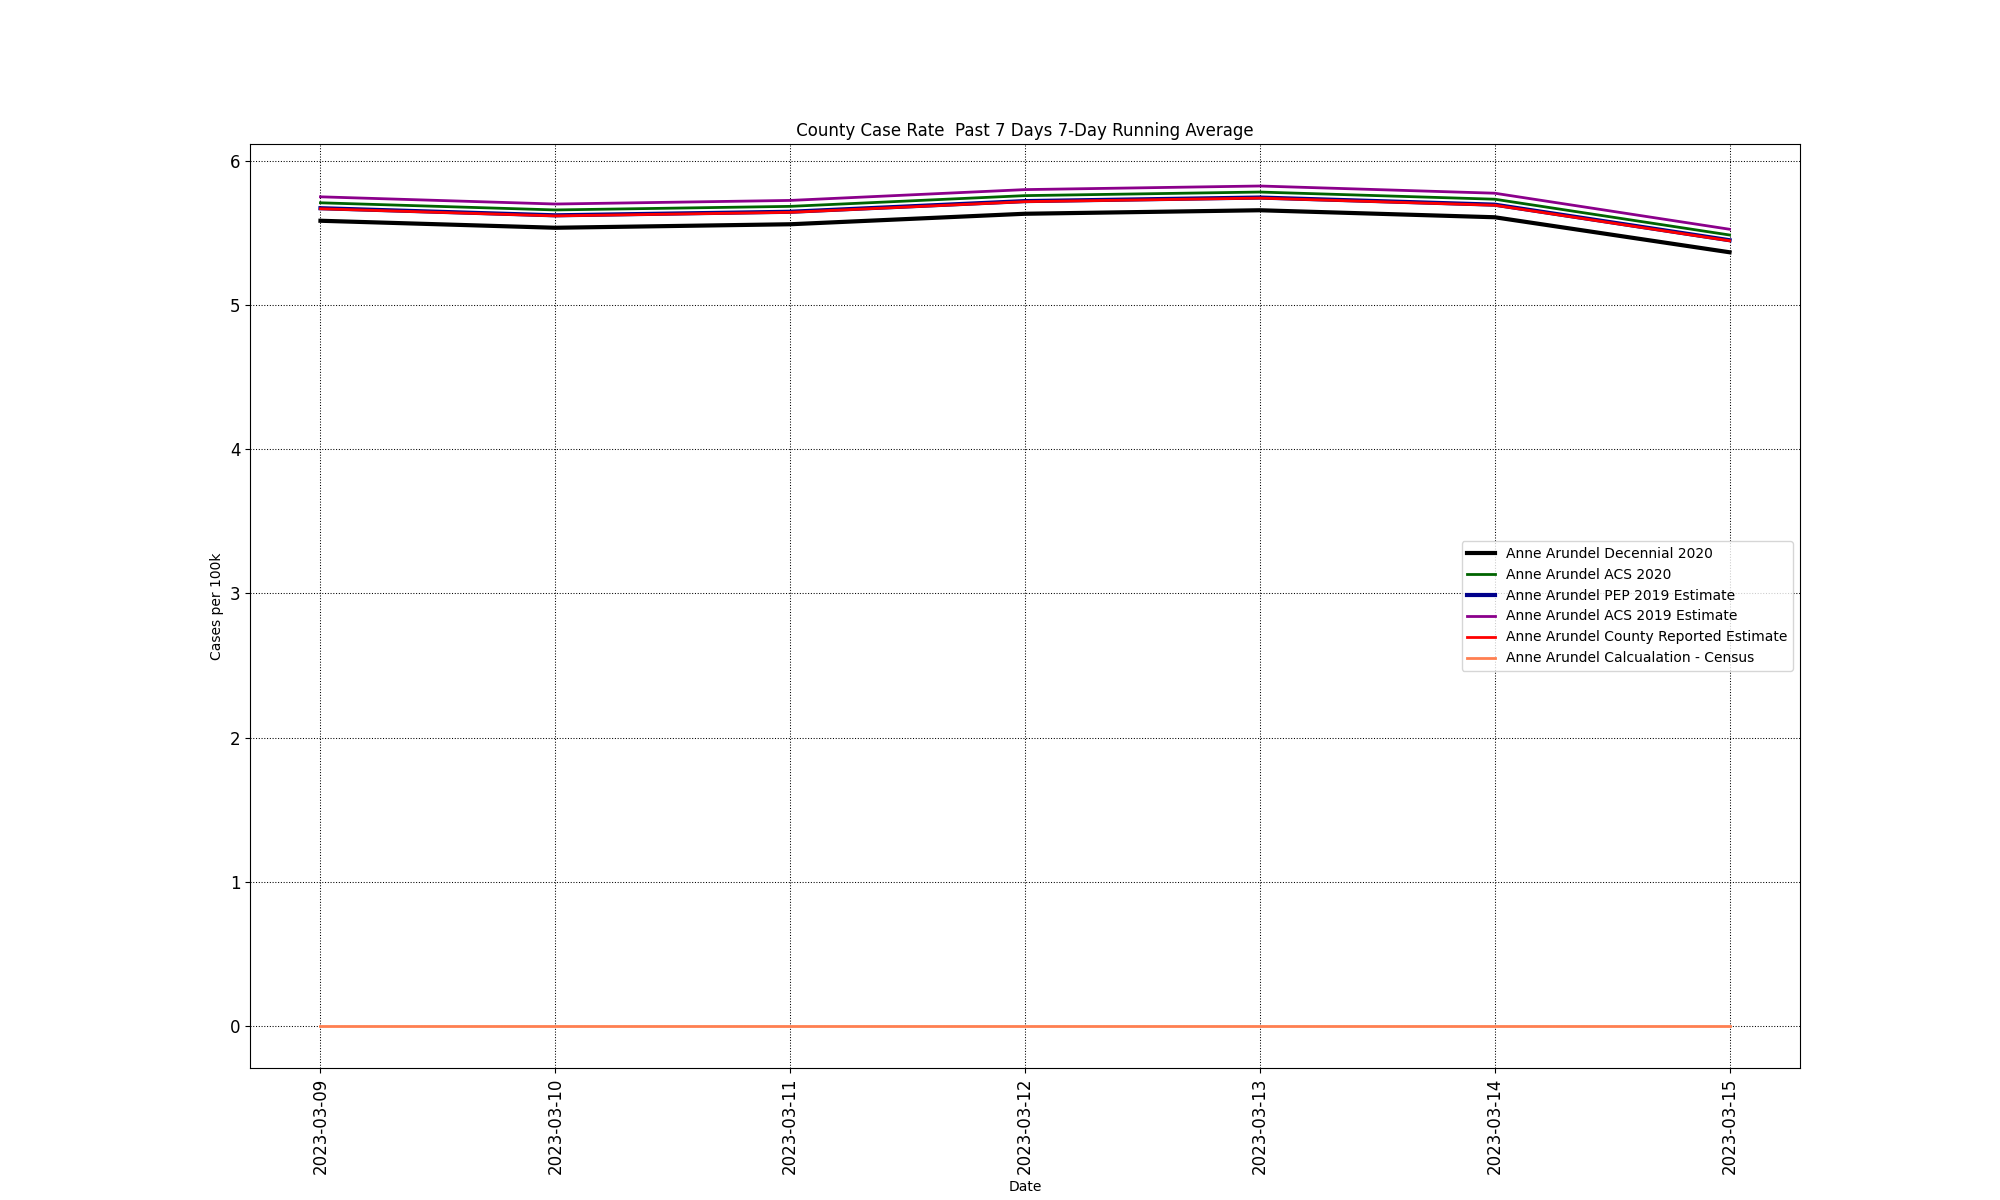 County Case Rate  Past 7 Days 7-Day Running Average
6
5
4
3
2
1
0
Cases per 100k
Anne Arundel Decennial 2020
Anne Arundel ACS 2020
Anne Arundel PEP 2019 Estimate
Anne Arundel ACS 2019 Estimate
Anne Arundel County Reported Estimate
Anne Arundel Calcualation - Census
2023-03-09
2023-03-10
2023-03-11
2023-03-12
2023-03-13
2023-03-14
2023-03-15
Date